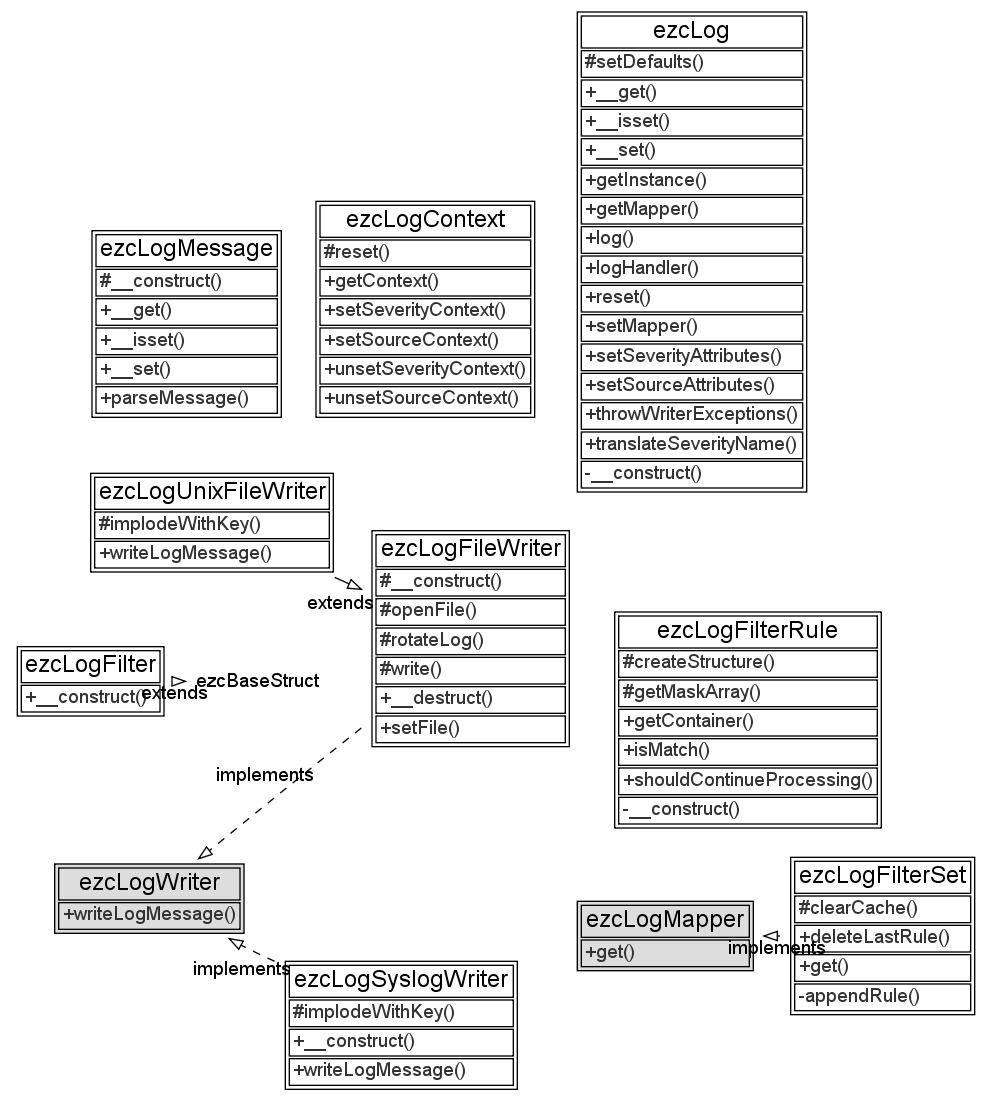 ezcLog
#setDefaults()
+__get()
+__isset()
+__set()
+getInstance()
+getMapper()
+log()
+logHandler()
+reset()
+setMapper()
+setSeverityAttributes()
+setSourceAttributes()
+throwWriterExceptions()
+translateSeverityName()
-__construct()
ezcLogContext
#reset()
+getContext()
+setSeverityContext()
+setSourceContext()
+unsetSeverityContext()
+unsetSourceContext()
ezcLogMessage
#__construct()
+__get()
+__isset()
+__set()
+parseMessage()
ezcLogUnixFileWriter
#implodeWithKey()
+writeLogMessage()
extends
ezcLogFileWriter
#__construct()
#openFile()
#rotateLog()
#write()
+__destruct()
+setFile()
ezcLogFilter
+__construct()
extends
ezcBaseStruct
ezcLogFilterRule
#createStructure()
#getMaskArray()
+getContainer()
+isMatch()
+shouldContinueProcessing()
-__construct()
implements
ezcLogWriter
+writeLogMessage()
implements
ezcLogSyslogWriter
#implodeWithKey()
+__construct()
+writeLogMessage()
ezcLogMapper
+get()
implements
ezcLogFilterSet
#clearCache()
+deleteLastRule()
+get()
-appendRule()